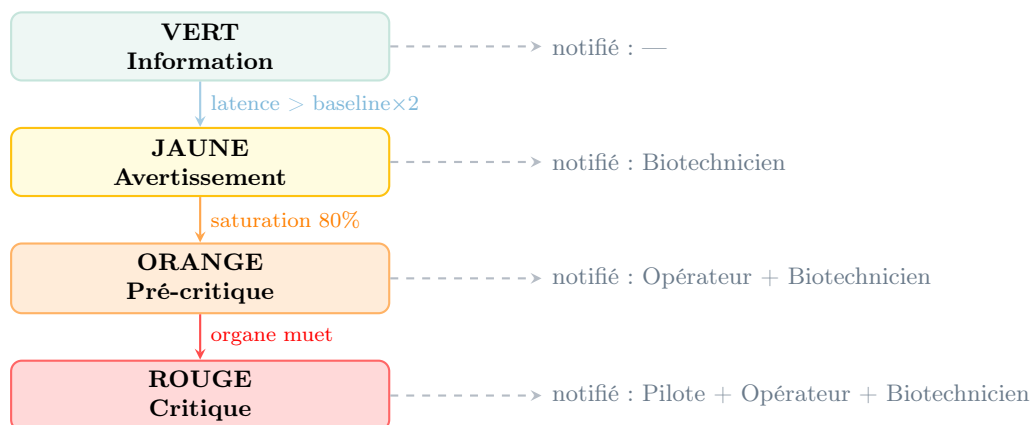 VERT
Information
notifié : —
latence > baseline×2
JAUNE
Avertissement
notifié : Biotechnicien
saturation 80%
ORANGE
Pré-critique
notifié : Opérateur + Biotechnicien
organe muet
ROUGE
Critique
notifié : Pilote + Opérateur + Biotechnicien